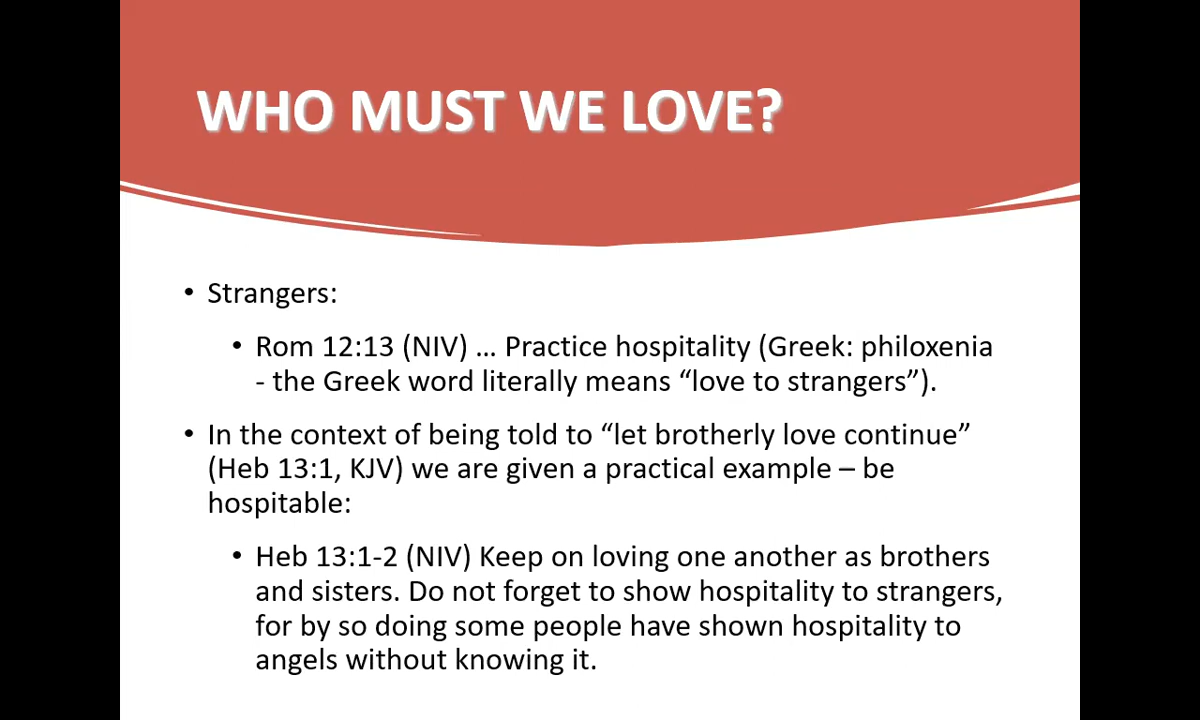 WHO MUST WE LOVE?
• Strangers:
• Rom 12:13 (NIV) ... Practice hospitality (Greek: philoxenia
- the Greek word literally means “love to strangers”).
• In the context of being told to “let brotherly love continue”
(Heb 13:1, KJV) we are given a practical example – be
hospitable:
• Heb 13:1-2 (NIV) Keep on loving one another as brothers
and sisters. Do not forget to show hospitality to strangers,
for by so doing some people have shown hospitality to
angels without knowing it.